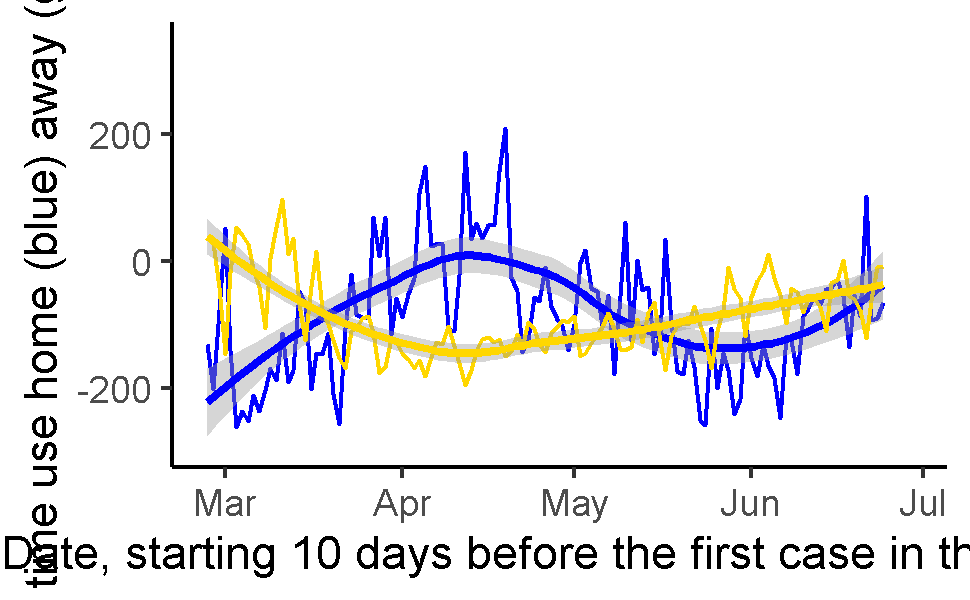 time use home (blue) away (
200
0
-200
Mar Apr May Jun Jul
Date, starting 10 days before the first case in th